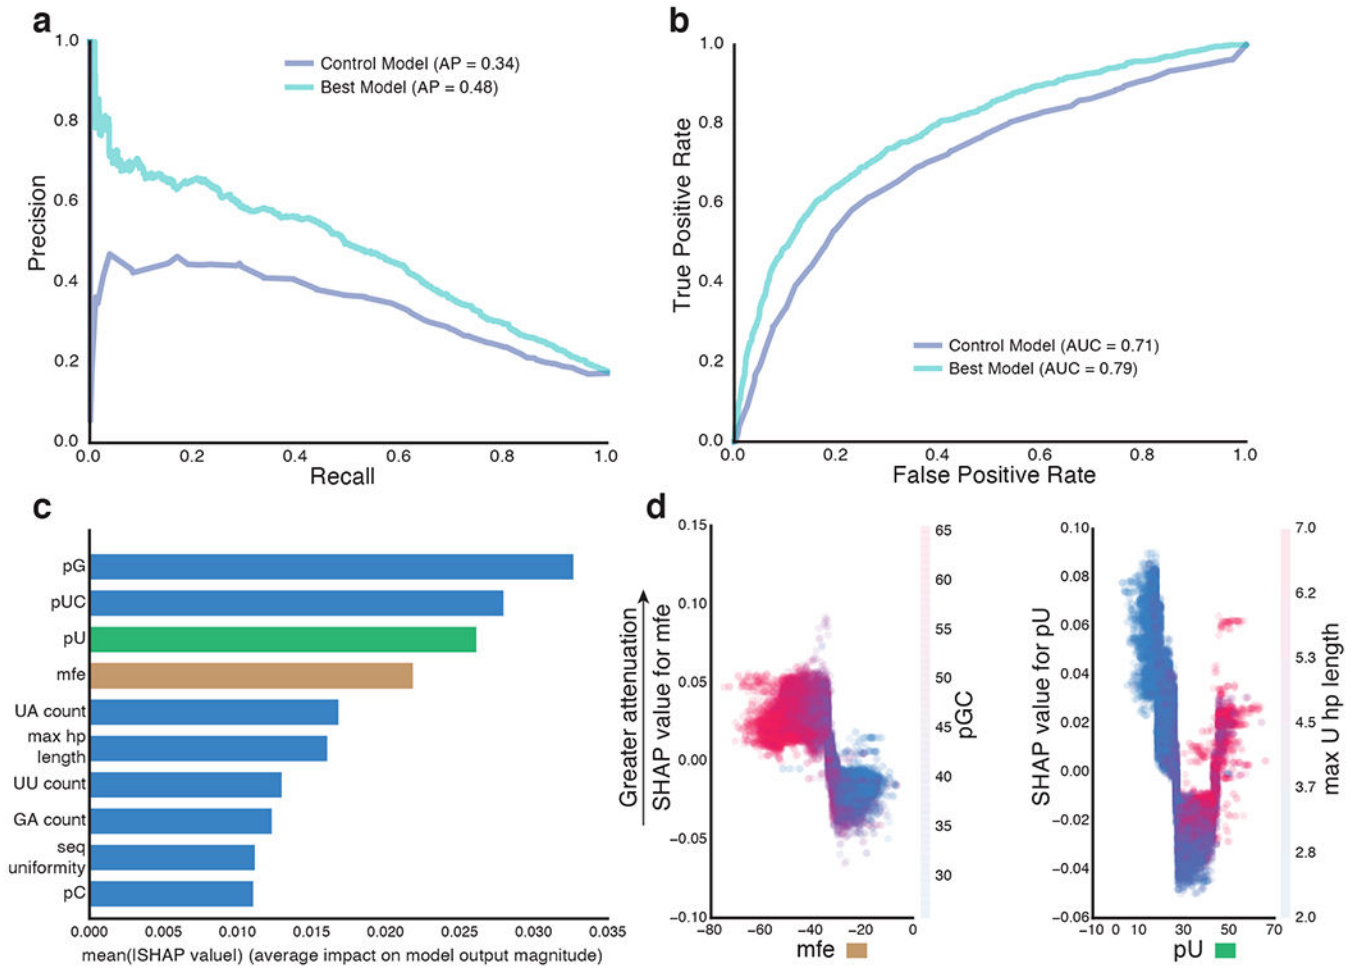 a
1.0
0.8
0.6
0.4
0.2
0.0
Precision
Control Model (AP = 0.34)
Best Model (AP = 0.48)
0.0 0.2 0.4 0.6 0.8 1.0
Recall
b
1.0
0.8
0.6
0.4
0.2
0.0
True Positive Rate
Control Model (AUC = 0.71)
Best Model (AUC = 0.79)
0.0 0.2 0.4 0.6 0.8 1.0
False Positive Rate
c
pG
pUC
pU
mfe
UA count
max hp
length
UU count
GA count
seq
uniformity
pC
0.000 0.005 0.010 0.015 0.020 0.025 0.030 0.035
mean(lSHAP valuel) (average impact on model output magnitude)
d
Greater attenuation
SHAP value for mfe
0.15
0.10
0.05
0.00
−0.05
−0.10
−80 −60 −40 −20 0
mfe
65
60
55
50
45
40
35
30
pGC
SHAP value for pU
0.10
0.08
0.06
0.04
0.02
0.00
−0.02
−0.04
−0.06
−10 0 10 30 50 70
pU
7.0
6.2
5.3
4.5
3.7
2.8
2.0
max U hp length